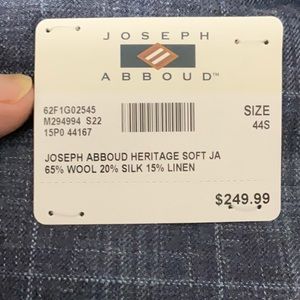 JOSEPH
ABBOUD™
62F1G02545
M294994 S22
15P0 44167
SIZE
44S
JOSEPH ABBOUD HERITAGE SOFT JA
65% WOOL 20% SILK 15% LINEN
$249.99